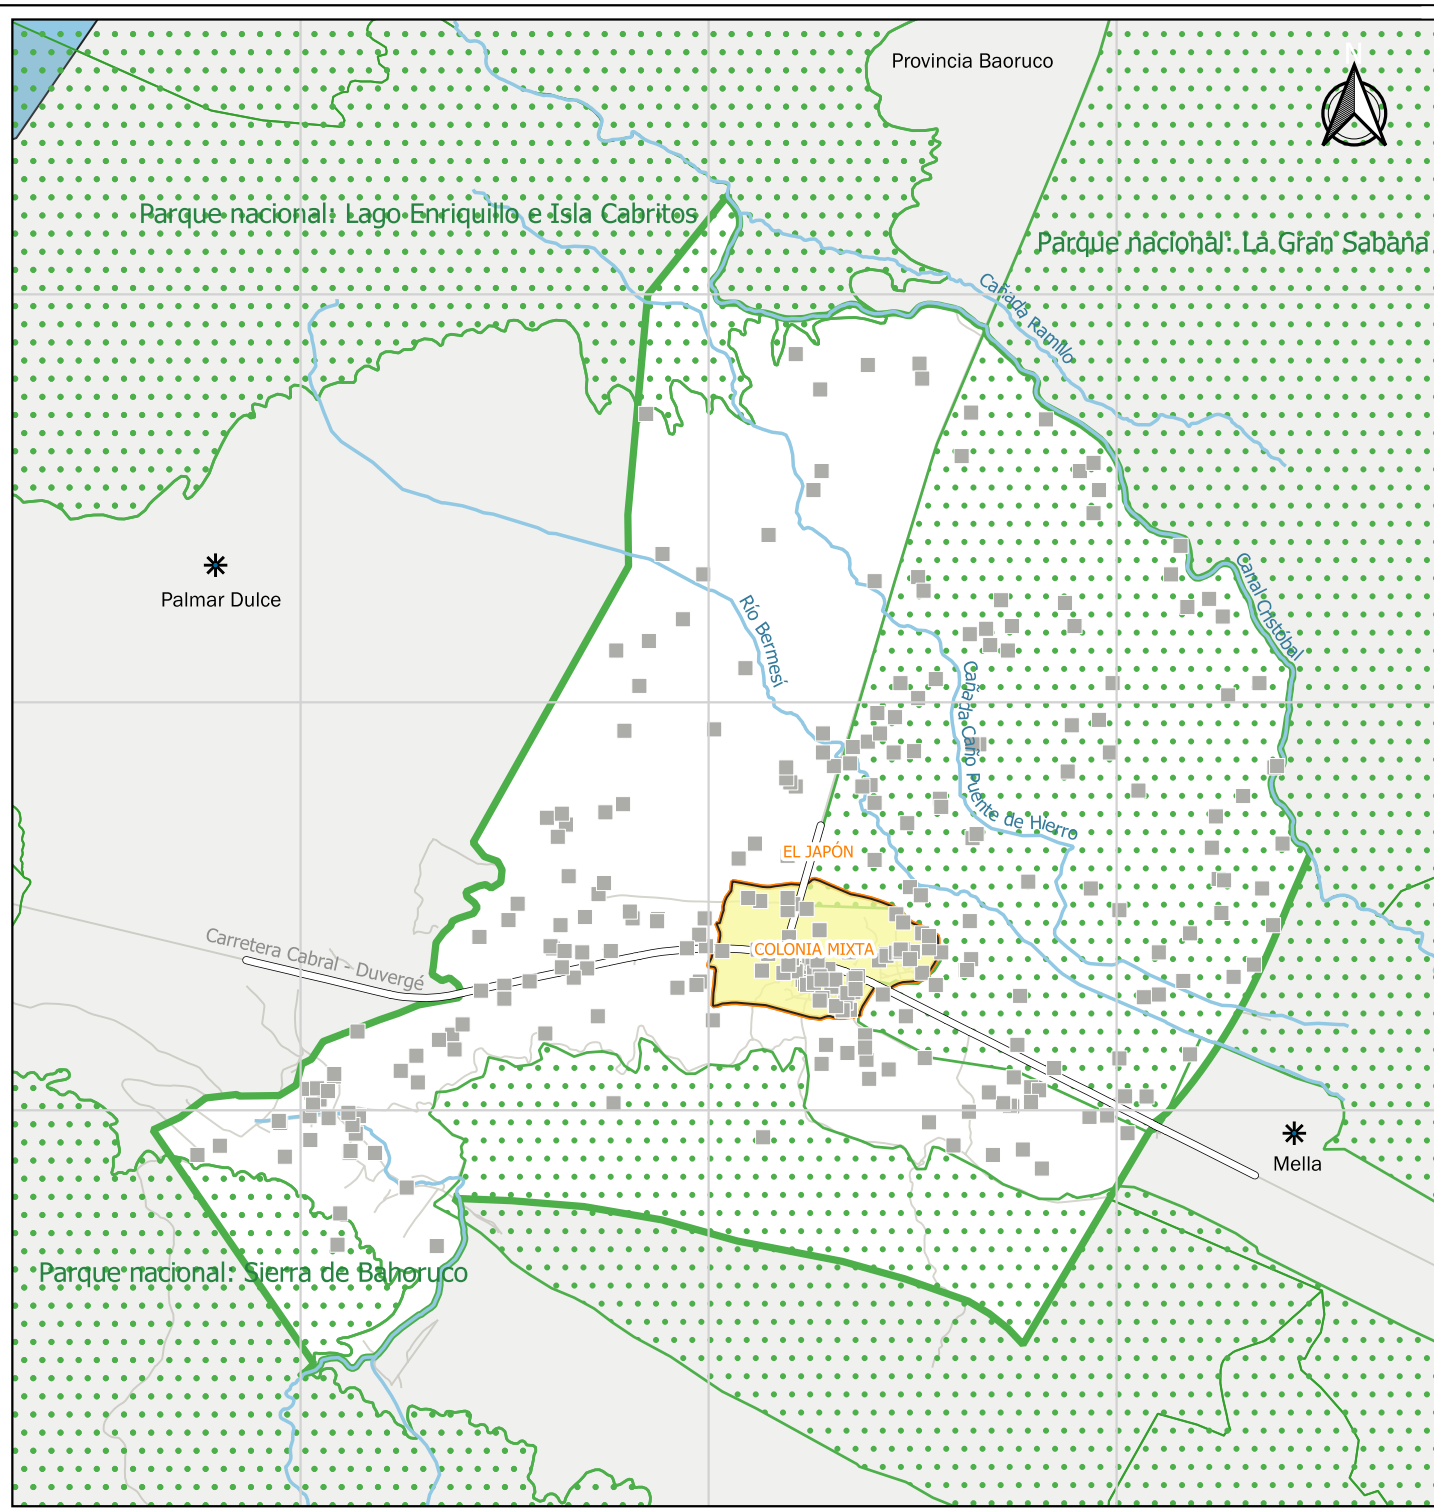 N
Provincia Baoruco
Parque nacional: Lago Enriquillo e Isla Cabritos
Parque nacional: La Gran Sabana
Cañada Ramillo
Palmar Dulce
Canal Cristóbal
Río Bermesí
Cañada Caño Puente de Hierro
EL JAPÓN
Carretera Cabral - Duvergé
COLONIA MIXTA
Mella
Parque nacional: Sierra de Bahoruco